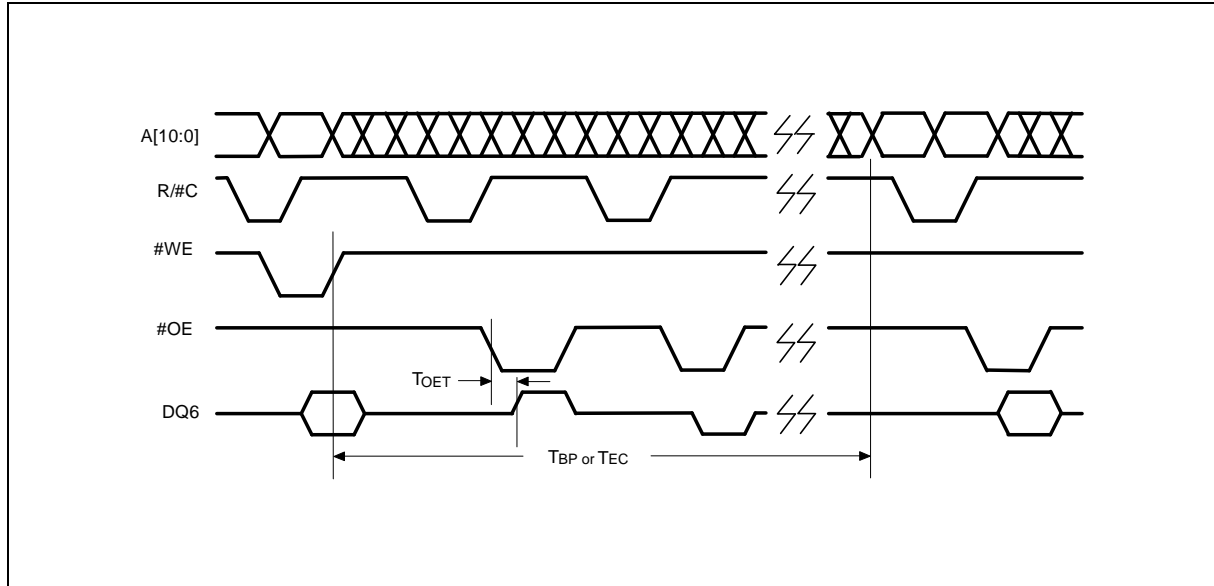 A[10:0]
R/#C
#WE
#OE
TOET
DQ6
TBP or TEC